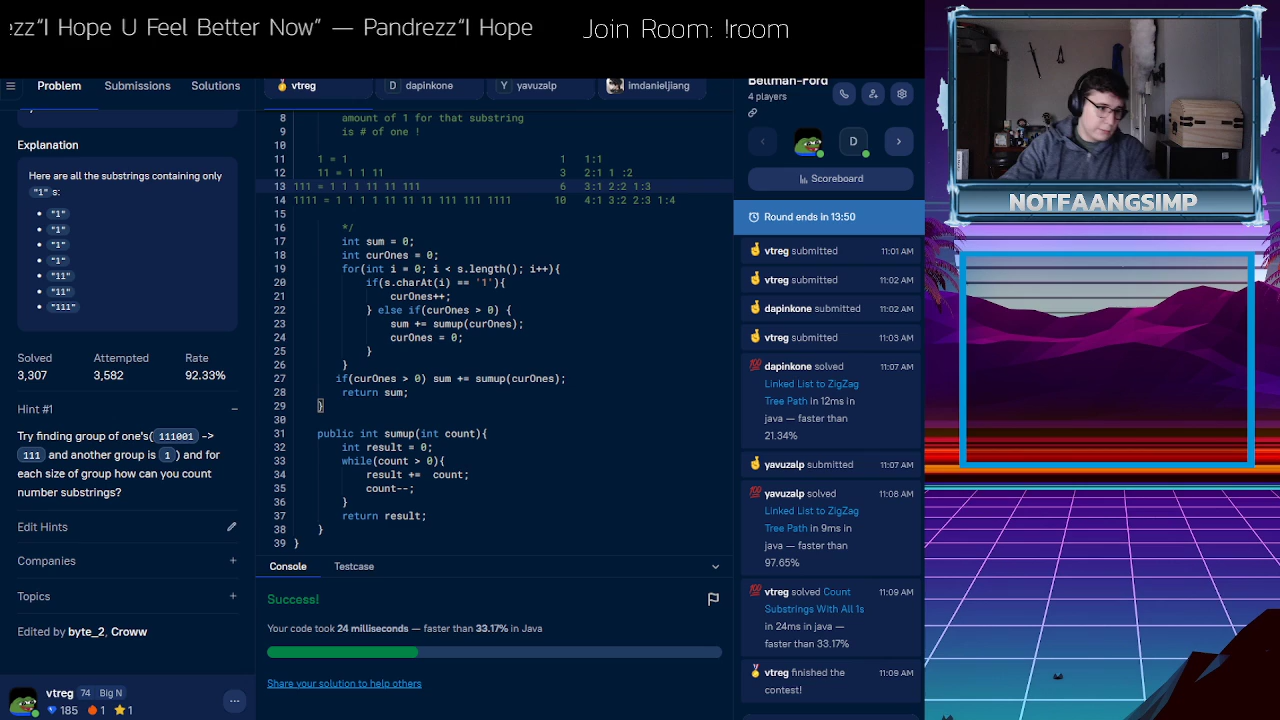 ezz“I Hope U Feel Better Now” — Pandrezz“I Hope
Join Room: !room
Problem
Submissions
Solutions
Explanation
Here are all the substrings containing only
"1" s:
"1"
"1"
"1"
"1"
"11"
"11"
"111"
Solved
Attempted
Rate
3,307
3,582
92.33%
Hint #1
Try finding group of one's( 111001 ->
111 and another group is 1 ) and for
each size of group how can you count
number substrings?
Edit Hints
Companies
Topics
Edited by byte_2, Croww
vtreg 74 Big N
185 1 1
vtreg
D dapinkone
Y yavuzalp
imdanieljiang
8 amount of 1 for that substring
9 is # of one !
10
11 1 = 1 1 1:1
12 11 = 1 1 11 3 2:1 1 :2
13 111 = 1 1 1 11 11 111 6 3:1 2:2 1:3
14 1111 = 1 1 1 1 11 11 11 111 111 1111 10 4:1 3:2 2:3 1:4
15
16 */
17 int sum = 0;
18 int curOnes = 0;
19 for(int i = 0; i < s.length(); i++){
20 if(s.charAt(i) == '1'){
21 curOnes++;
22 } else if(curOnes > 0) {
23 sum += sumup(curOnes);
24 curOnes = 0;
25 }
26 }
27 if(curOnes > 0) sum += sumup(curOnes);
28 return sum;
29 }
30
31 public int sumup(int count){
32 int result = 0;
33 while(count > 0){
34 result += count;
35 count--;
36 }
37 return result;
38 }
39 }
Console
Testcase
Success!
Your code took 24 milliseconds — faster than 33.17% in Java
Share your solution to help others
Bellman-Ford
4 players
D
Scoreboard
Round ends in 13:50
vtreg submitted 11:01 AM
vtreg submitted 11:02 AM
dapinkone submitted 11:02 AM
vtreg submitted 11:03 AM
dapinkone solved 11:07 AM
Linked List to ZigZag
Tree Path in 12ms in
java — faster than
21.34%
yavuzalp submitted 11:07 AM
yavuzalp solved 11:08 AM
Linked List to ZigZag
Tree Path in 9ms in
java — faster than
97.65%
vtreg solved Count 11:09 AM
Substrings With All 1s
in 24ms in java —
faster than 33.17%
vtreg finished the 11:09 AM
contest!
NOTFAANGSIMP